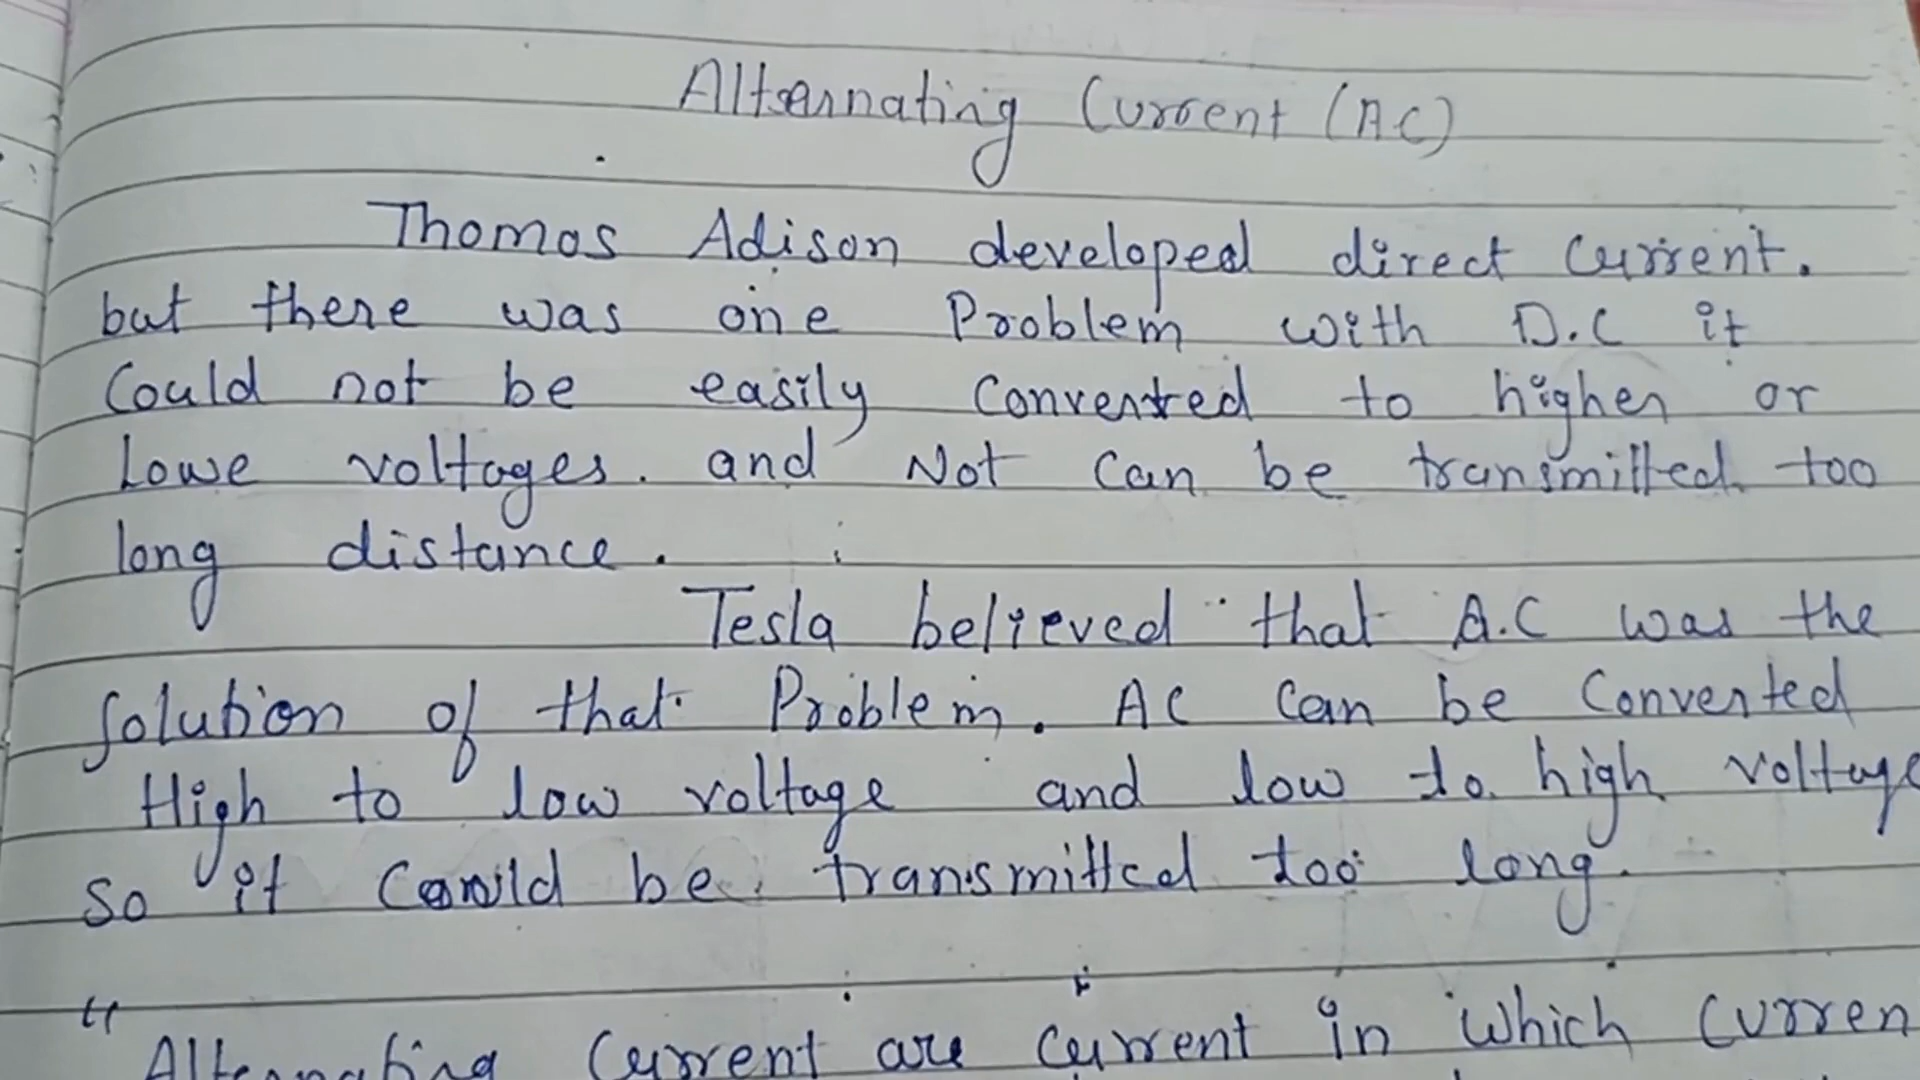 Alternating Current (AC)
Thomas Adison developed direct current.
but there was one Problem with D.C it
Could not be easily Converted to higher or
Lowe voltages. and Not Can be transmitted too
long distance.
Tesla believed that A.C was the
Solution of that Problem. AC Can be Converted
High to low voltage and low to high voltage
so it Could be transmitted too long.
"
Alternating Current are Current in which Curren